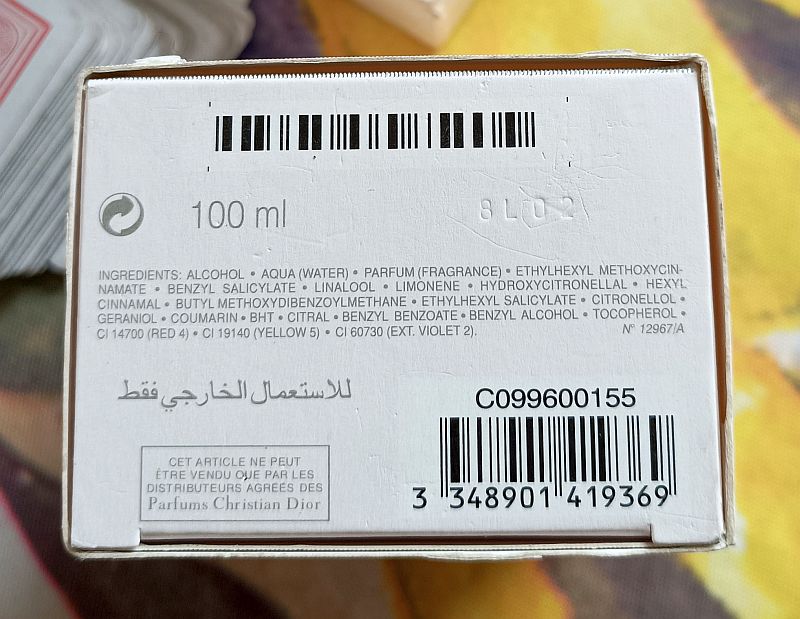 100 ml
8L02
INGREDIENTS: ALCOHOL • AQUA (WATER) • PARFUM (FRAGRANCE) • ETHYLHEXYL METHOXYCIN-
NAMATE • BENZYL SALICYLATE • LINALOOL • LIMONENE • HYDROXYCITRONELLAL • HEXYL
CINNAMAL • BUTYL METHOXYDIBENZOYLMETHANE • ETHYLHEXYL SALICYLATE • CITRONELLOL •
GERANIOL • COUMARIN • BHT • CITRAL • BENZYL BENZOATE • BENZYL ALCOHOL • TOCOPHEROL •
CI 14700 (RED 4) • CI 19140 (YELLOW 5) • CI 60730 (EXT. VIOLET 2). N° 12967/A
للاستعمال الخارجي فقط
C099600155
3 348901 419369
CET ARTICLE NE PEUT
ÊTRE VENDU QUE PAR LES
DISTRIBUTEURS AGRÉÉS DES
Parfums Christian Dior